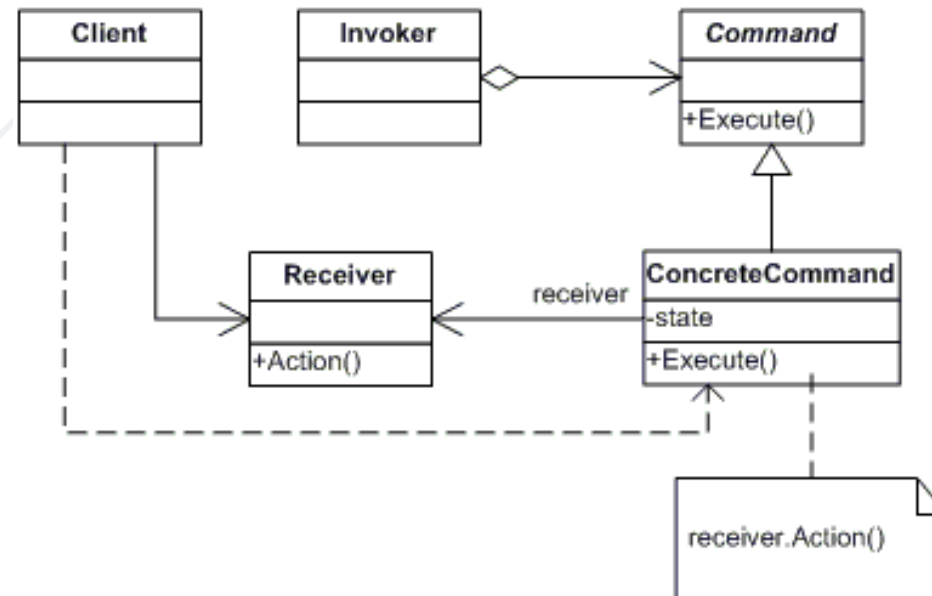 Client
Invoker
Command
+Execute()
Receiver
+Action()
receiver
ConcreteCommand
-state
+Execute()
receiver.Action()